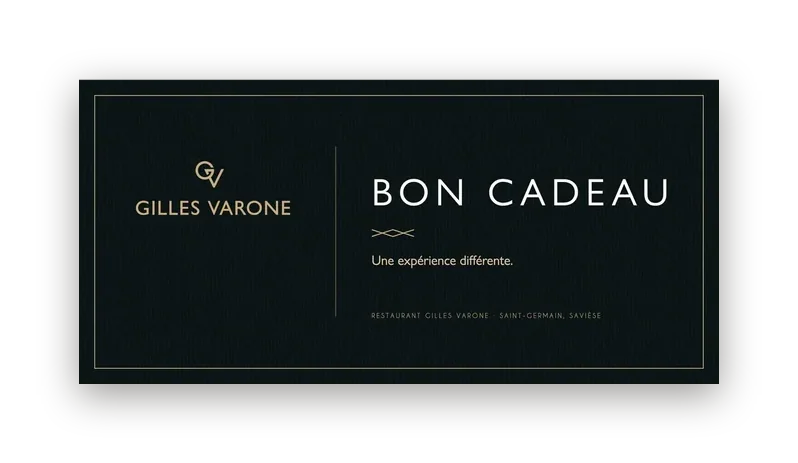 GV
GILLES VARONE
BON CADEAU
Une expérience différente.
RESTAURANT GILLES VARONE · SAINT-GERMAIN, SAVIÈSE